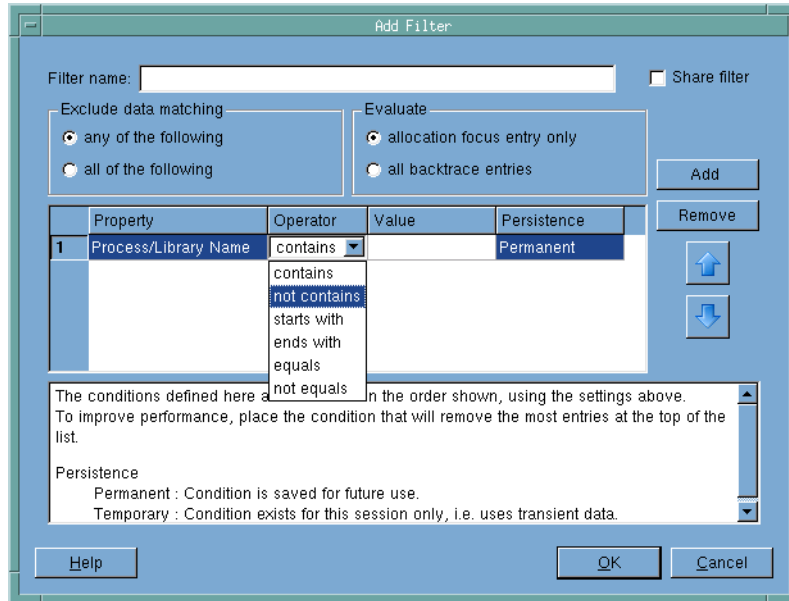 Add Filter
Filter name:
Share filter
Exclude data matching
any of the following
all of the following
Evaluate
allocation focus entry only
all backtrace entries
Add
Remove
Property Operator Value Persistence
1 Process/Library Name contains Permanent
contains
not contains
starts with
ends with
equals
not equals
The conditions defined here a n the order shown, using the settings above.
To improve performance, place the condition that will remove the most entries at the top of the
list.
Persistence
Permanent : Condition is saved for future use.
Temporary : Condition exists for this session only, i.e. uses transient data.
Help
OK
Cancel